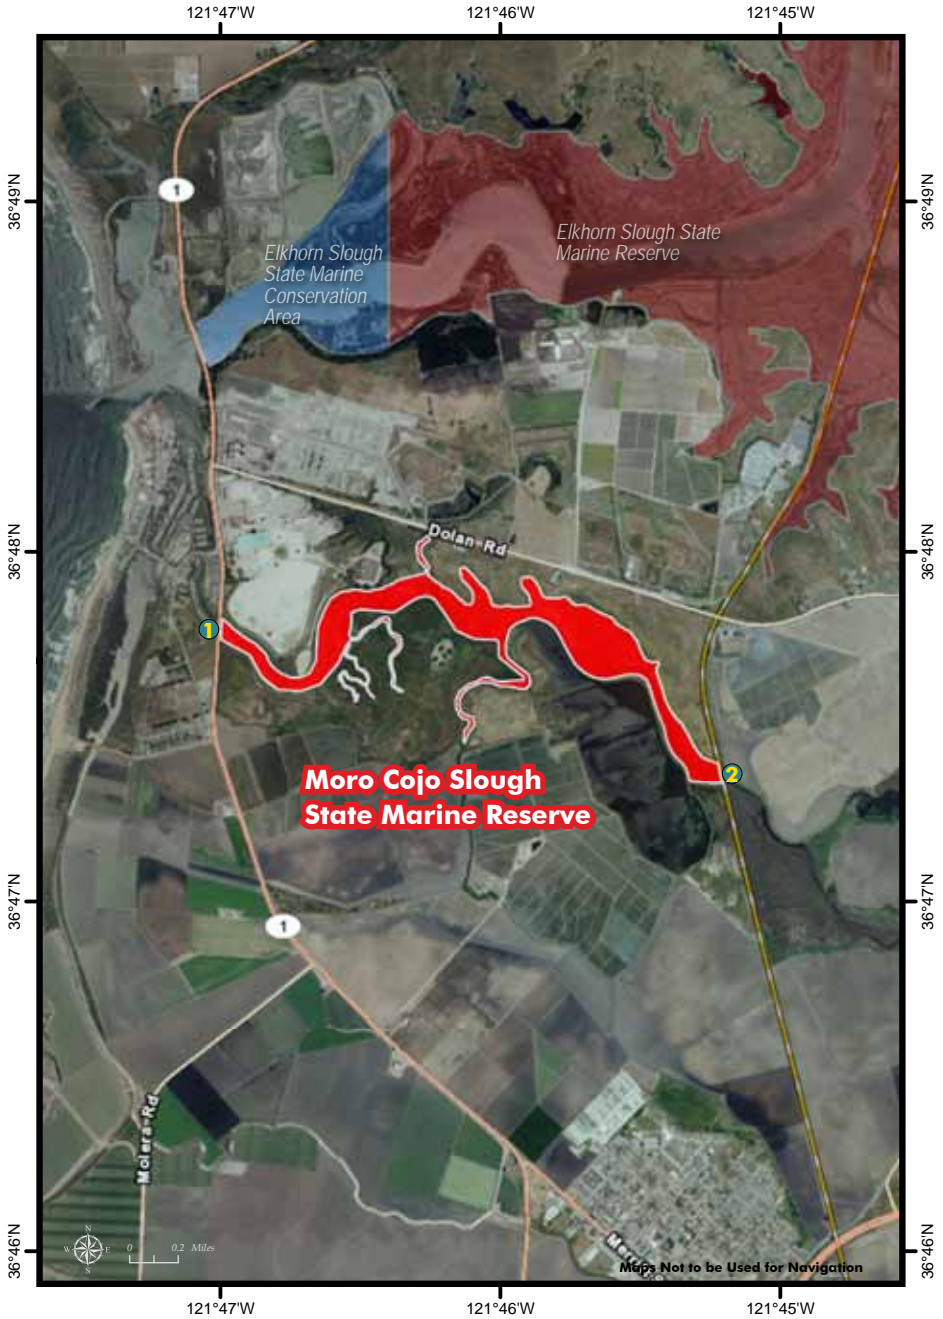 121°47'W
121°46'W
121°45'W
36°49'N
36°49'N
1
Elkhorn Slough State
Marine Reserve
Elkhorn Slough
State Marine
Conservation
Area
36°48'N
36°48'N
Dolan Rd
1
2
Moro Cojo Slough
State Marine Reserve
36°47'N
36°47'N
1
Molera Rd
36°46'N
36°46'N
N
W
E
S
0
0.2 Miles
Maps Not to be Used for Navigation
121°47'W
121°46'W
121°45'W